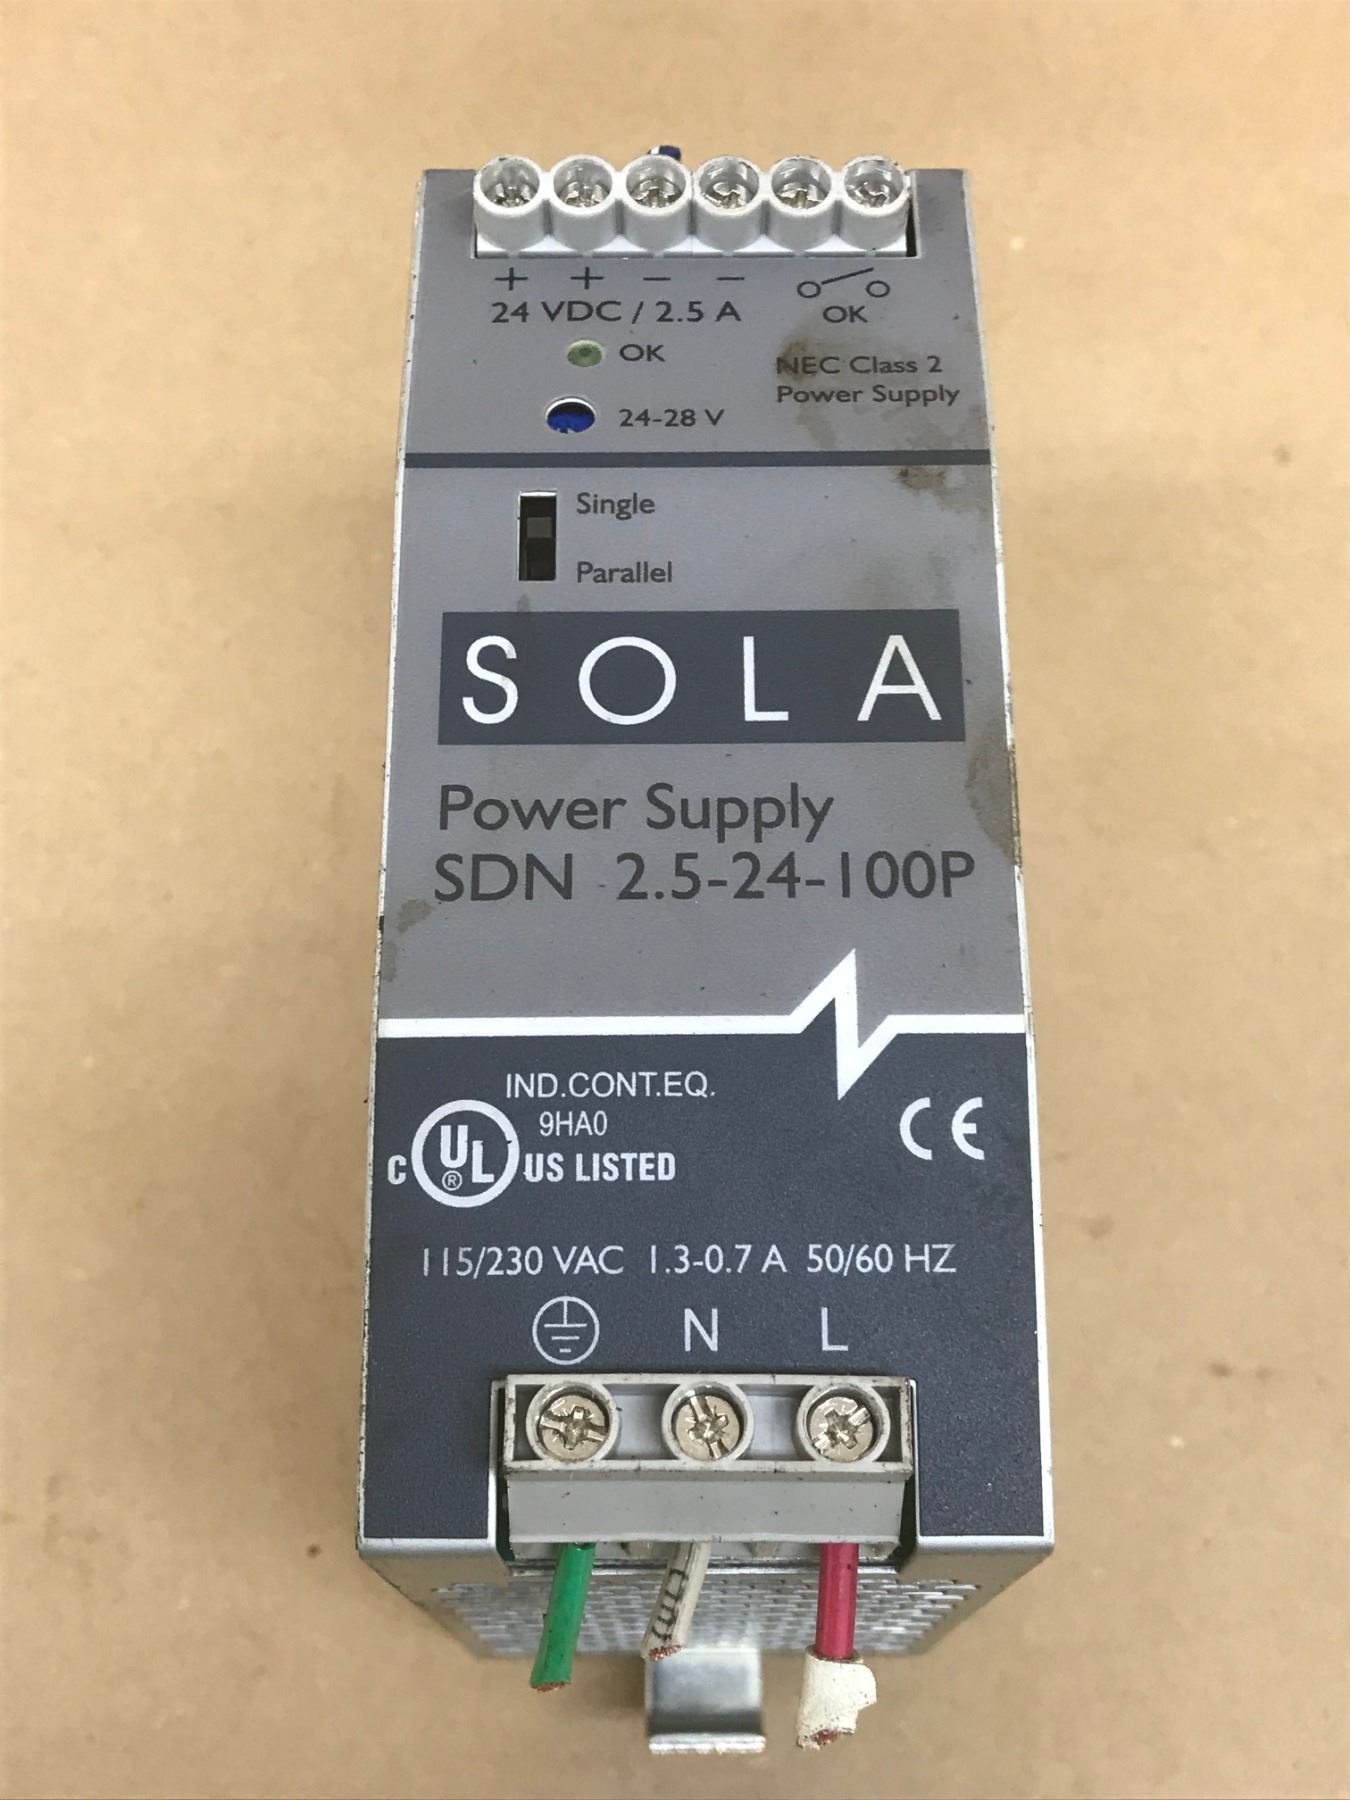 + + − −
24 VDC / 2.5 A
OK
OK
NEC Class 2
Power Supply
24-28 V
Single
Parallel
SOLA
Power Supply
SDN 2.5-24-100P
IND.CONT.EQ.
9HA0
C UL ® US LISTED
CE
115/230 VAC 1.3-0.7 A 50/60 HZ
N L